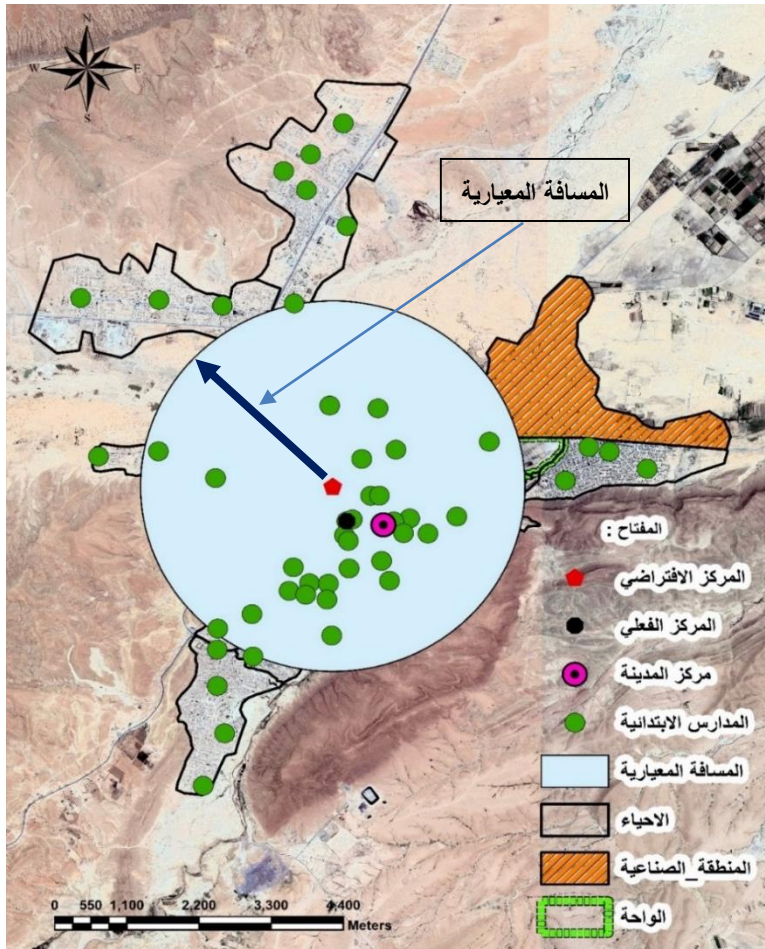 N
W
E
S
المسافة المعيارية
المفتاح :
المركز الافتراضي
المركز الفعلي
مركز المدينة
المدارس الابتدائية
المسافة المعيارية
الاحياء
المنطقة_الصناعية
الواحة
0 550 1,100 2,200 3,300 4,400
Meters